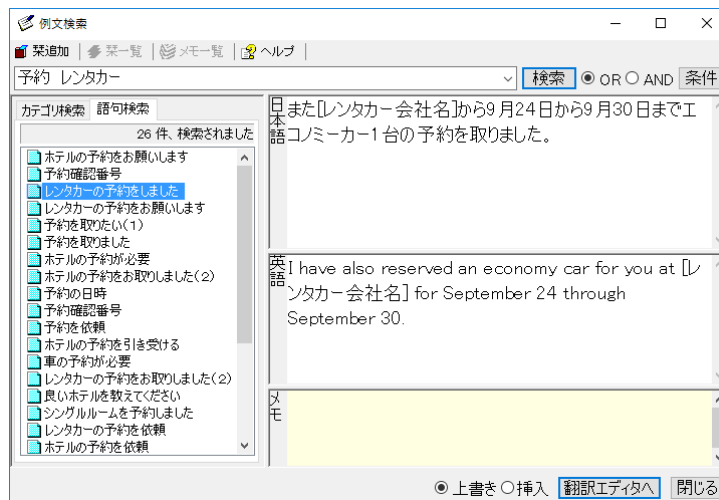 例文検索
栞追加 栞一覧 メモ一覧 ヘルプ
予約 レンタカー 検索 OR AND 条件
カテゴリ検索 語句検索
26 件、検索されました
ホテルの予約をお願いします
予約確認番号
レンタカーの予約をしました
レンタカーの予約をお願いします
予約を取りたい(1)
予約を取りました
ホテルの予約が必要
ホテルの予約をお取りしました(2)
予約の日時
予約確認番号
予約を依頼
ホテルの予約を引き受ける
車の予約が必要
レンタカーの予約をお取りしました(2)
良いホテルを教えてください
シングルルームを予約しました
レンタカーの予約を依頼
ホテルの予約を依頼
日本語
また[レンタカー会社名]から9月24日から9月30日までエ
コノミーカー1台の予約を取りました。
英語
I have also reserved an economy car for you at [レ
ンタカー会社名] for September 24 through
September 30.
メモ
上書き 挿入 翻訳エディタへ 閉じる